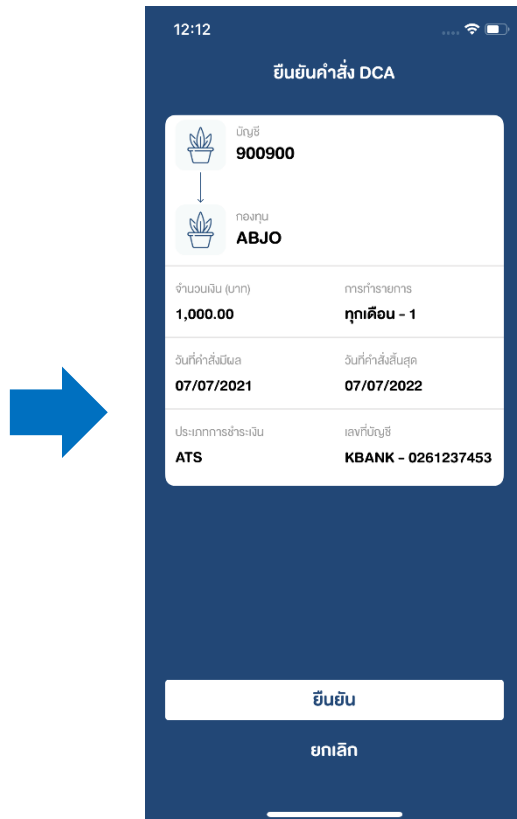 12:12
ยืนยันคำสั่ง DCA
บัญชี
900900
กองทุน
ABJO
จำนวนเงิน (บาท)
การทำรายการ
1,000.00
ทุกเดือน - 1
วันที่คำสั่งมีผล
วันที่คำสั่งสิ้นสุด
07/07/2021
07/07/2022
ประเภทการชำระเงิน
เลขที่บัญชี
ATS
KBANK - 0261237453
ยืนยัน
ยกเลิก